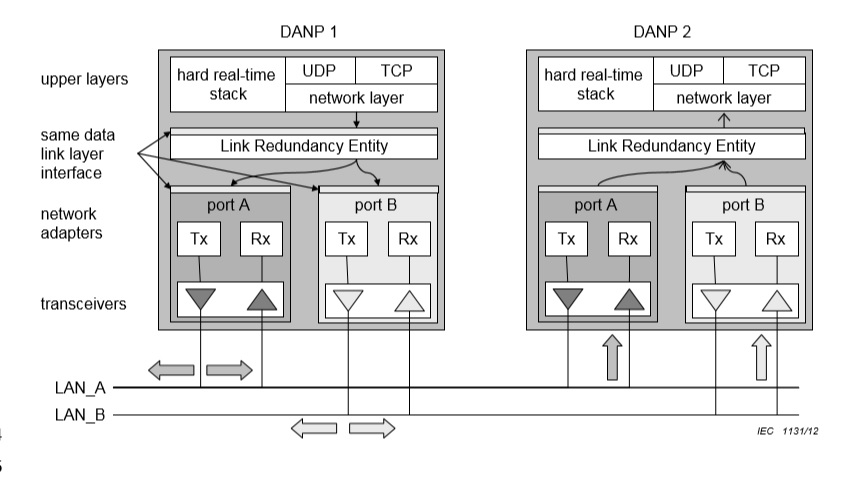 DANP 1
DANP 2
upper layers
hard real-time
stack
UDP
TCP
network layer
hard real-time
stack
UDP
TCP
network layer
same data
link layer
interface
Link Redundancy Entity
Link Redundancy Entity
network
adapters
port A
port B
port A
port B
Tx
Rx
Tx
Rx
Tx
Rx
Tx
Rx
transceivers
LAN_A
LAN_B
IEC 1131/12